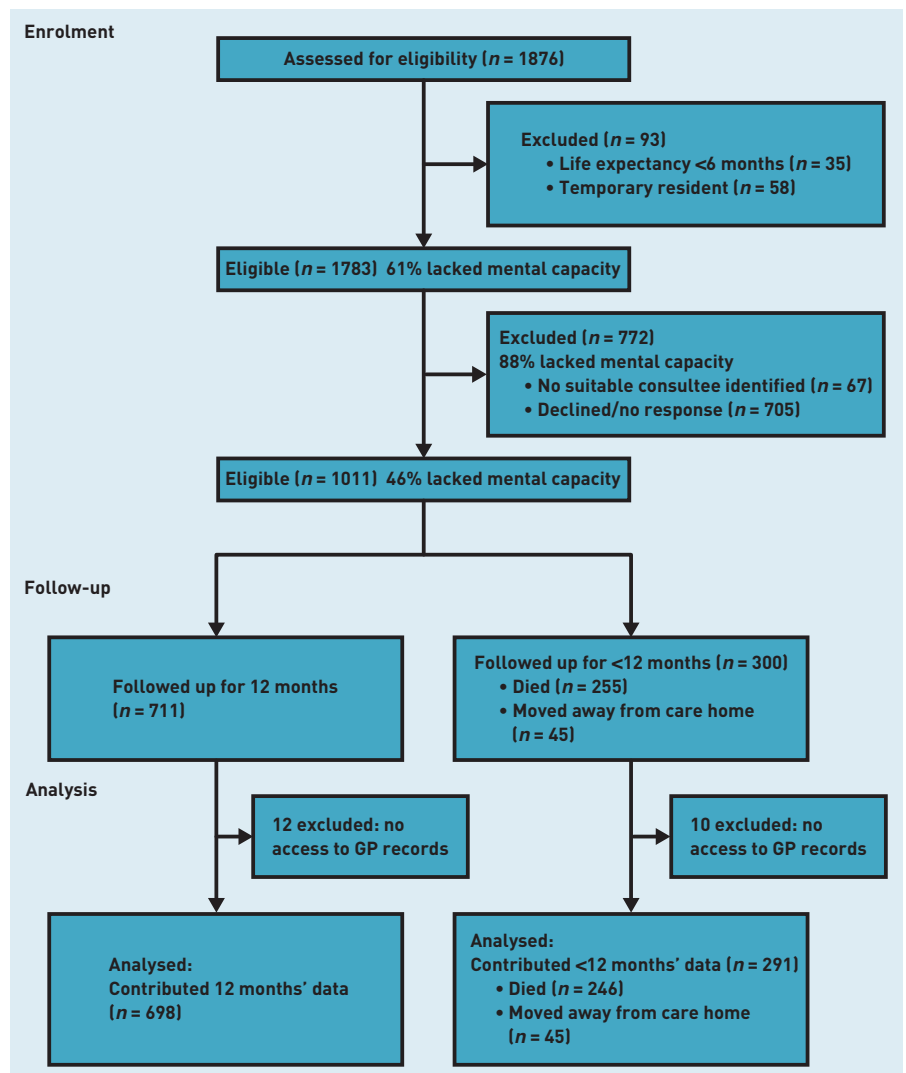 Enrolment
Assessed for eligibility (n = 1876)
Excluded (n = 93)
• Life expectancy <6 months (n = 35)
• Temporary resident (n = 58)
Eligible (n = 1783) 61% lacked mental capacity
Excluded (n = 772)
88% lacked mental capacity
• No suitable consultee identified (n = 67)
• Declined/no response (n = 705)
Eligible (n = 1011) 46% lacked mental capacity
Follow-up
Followed up for 12 months
(n = 711)
Followed up for <12 months (n = 300)
• Died (n = 255)
• Moved away from care home
(n = 45)
Analysis
12 excluded: no
access to GP records
10 excluded: no
access to GP records
Analysed:
Contributed 12 months’ data
(n = 698)
Analysed:
Contributed <12 months’ data (n = 291)
• Died (n = 246)
• Moved away from care home
(n = 45)